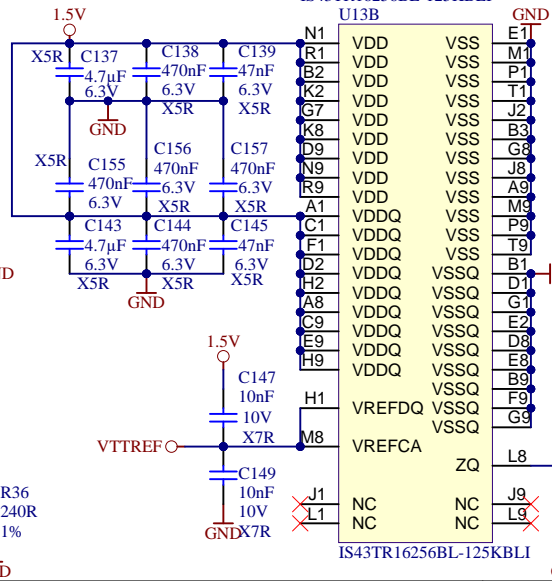 1.5V
U13B
GND
X5R
C137
4.7µF
6.3V
C138
470nF
6.3V
X5R
C139
47nF
6.3V
X5R
GND
X5R
C155
470nF
6.3V
X5R
C156
470nF
6.3V
X5R
C157
470nF
6.3V
X5R
C143
4.7µF
6.3V
X5R
C144
470nF
6.3V
X5R
C145
47nF
6.3V
X5R
GND
1.5V
C147
10nF
10V
X7R
VTTREF
C149
10nF
10V
X7R
GND
R36
240R
1%
N1 VDD VSS E1
R1 VDD VSS M1
B2 VDD VSS P1
K2 VDD VSS T1
G7 VDD VSS J2
K8 VDD VSS B3
D9 VDD VSS G8
N9 VDD VSS J8
R9 VDD VSS A9
A1 VDDQ VSS M9
C1 VDDQ VSS P9
F1 VDDQ VSS T9
D2 VDDQ VSSQ B1
H2 VDDQ VSSQ D1
A8 VDDQ VSSQ G1
C9 VDDQ VSSQ E2
E9 VDDQ VSSQ D8
H9 VDDQ VSSQ E8
VSSQ B9
H1 VREFDQ VSSQ F9
VSSQ G9
M8 VREFCA
ZQ L8
J1 NC NC J9
L1 NC NC L9
IS43TR16256BL-125KBLI